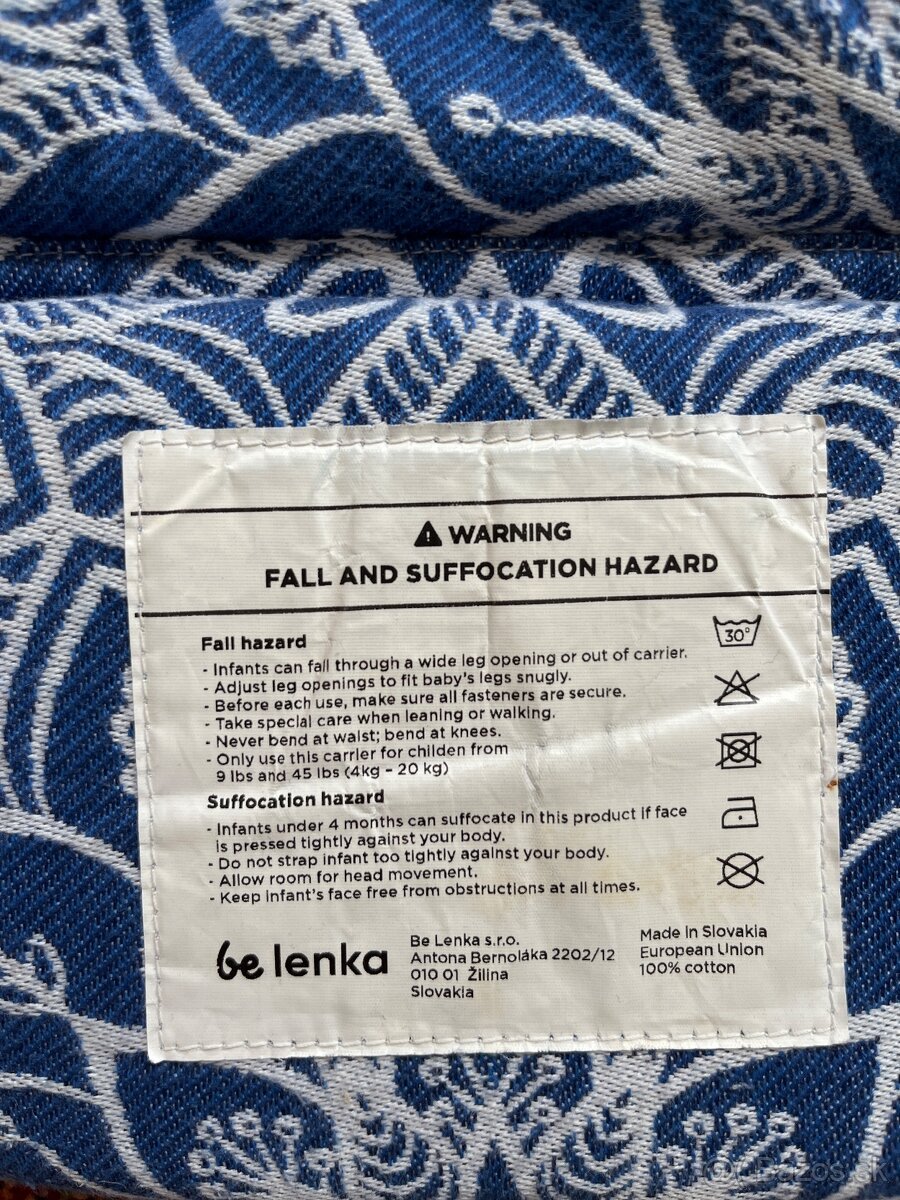 WARNING
FALL AND SUFFOCATION HAZARD
Fall hazard
- Infants can fall through a wide leg opening or out of carrier.
- Adjust leg openings to fit baby's legs snugly.
- Before each use, make sure all fasteners are secure.
- Take special care when leaning or walking.
- Never bend at waist; bend at knees.
- Only use this carrier for childen from
9 lbs and 45 lbs (4kg - 20 kg)
Suffocation hazard
- Infants under 4 months can suffocate in this product if face
is pressed tightly against your body.
- Do not strap infant too tightly against your body.
- Allow room for head movement.
- Keep infant's face free from obstructions at all times.
30°
be lenka
Be Lenka s.r.o.
Antona Bernoláka 2202/12
010 01 Žilina
Slovakia
Made in Slovakia
European Union
100% cotton